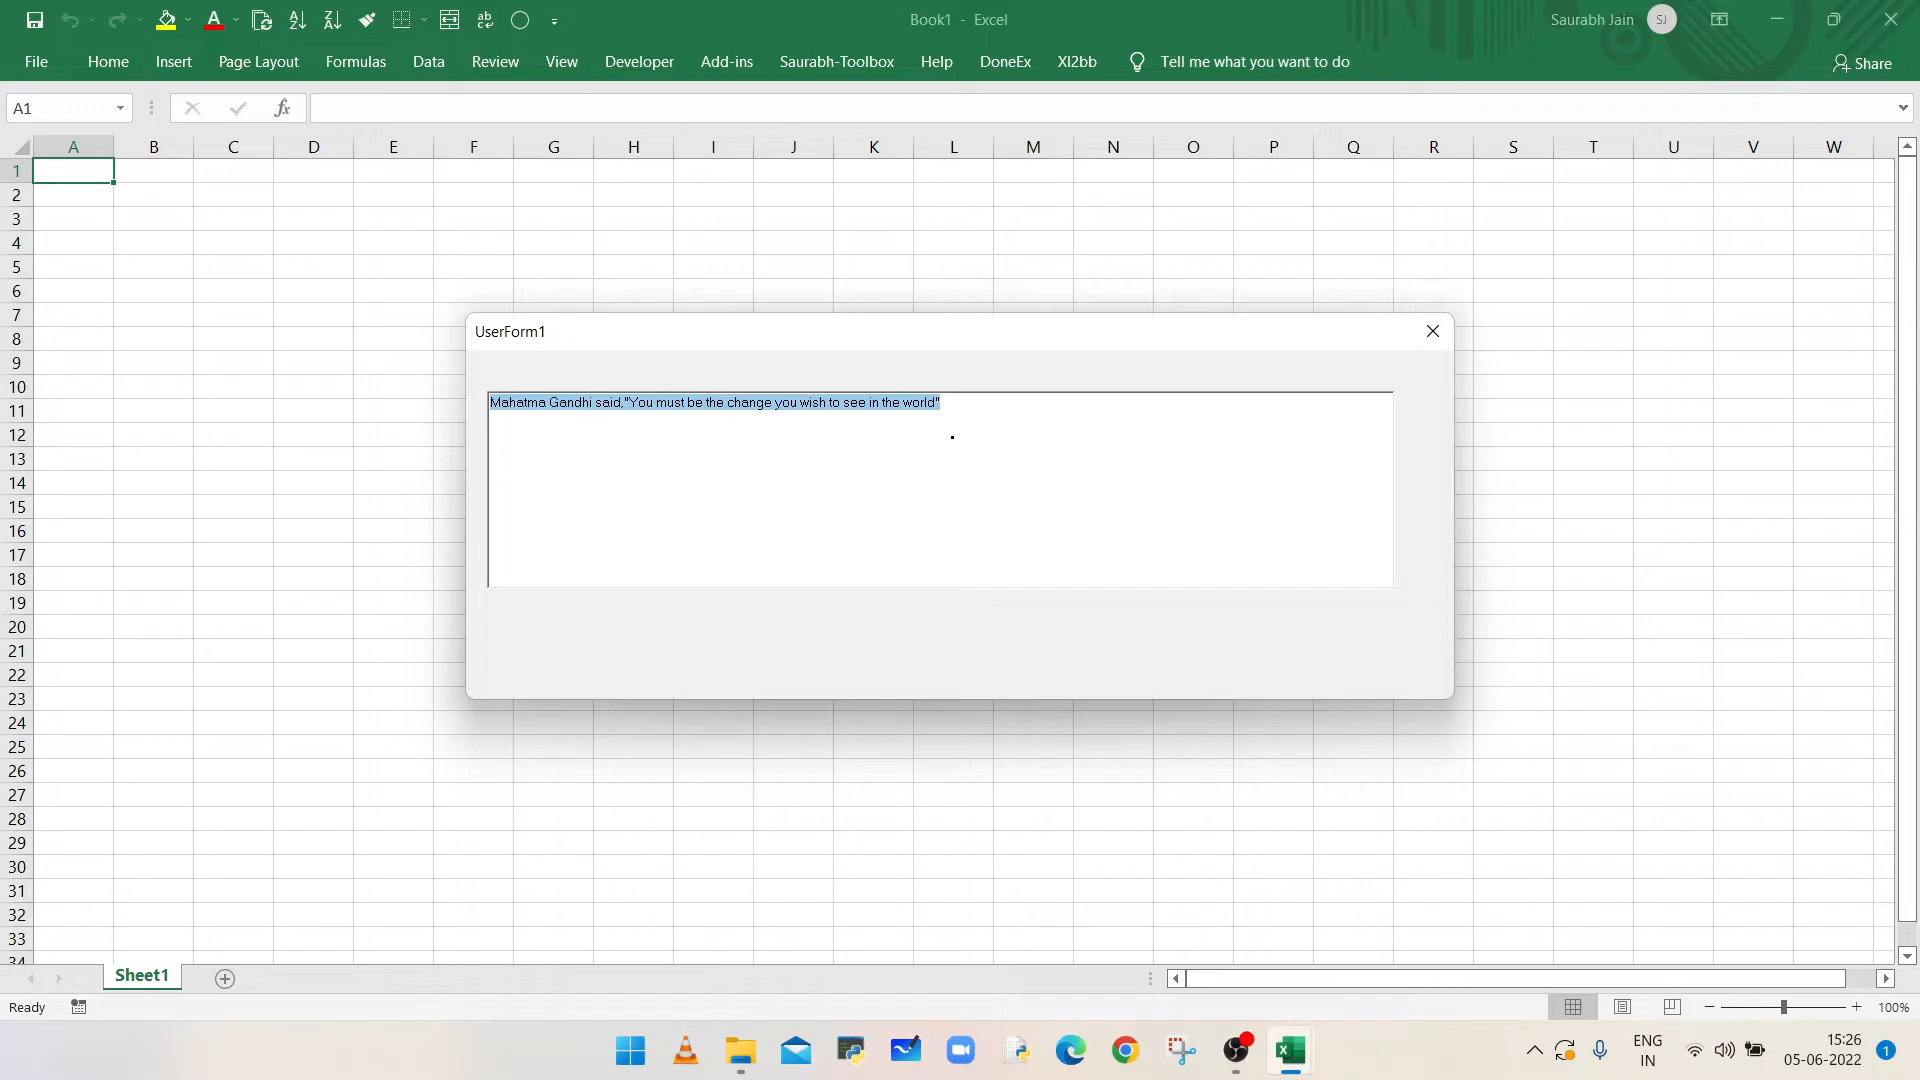 Book1 - Excel
Saurabh Jain
SJ
File Home Insert Page Layout Formulas Data Review View Developer Add-ins Saurabh-Toolbox Help DoneEx Xl2bb Tell me what you want to do
Share
A1
fx
A B C D E F G H I J K L M N O P Q R S T U V W
1
2
3
4
5
6
7
UserForm1
8
9
10
Mahatma Gandhi said,"You must be the change you wish to see in the world"
11
12
13
14
15
16
17
18
19
20
21
22
23
24
25
26
27
28
29
30
31
32
33
34
Sheet1
Ready
100%
ENG
IN
15:26
05-06-2022
1